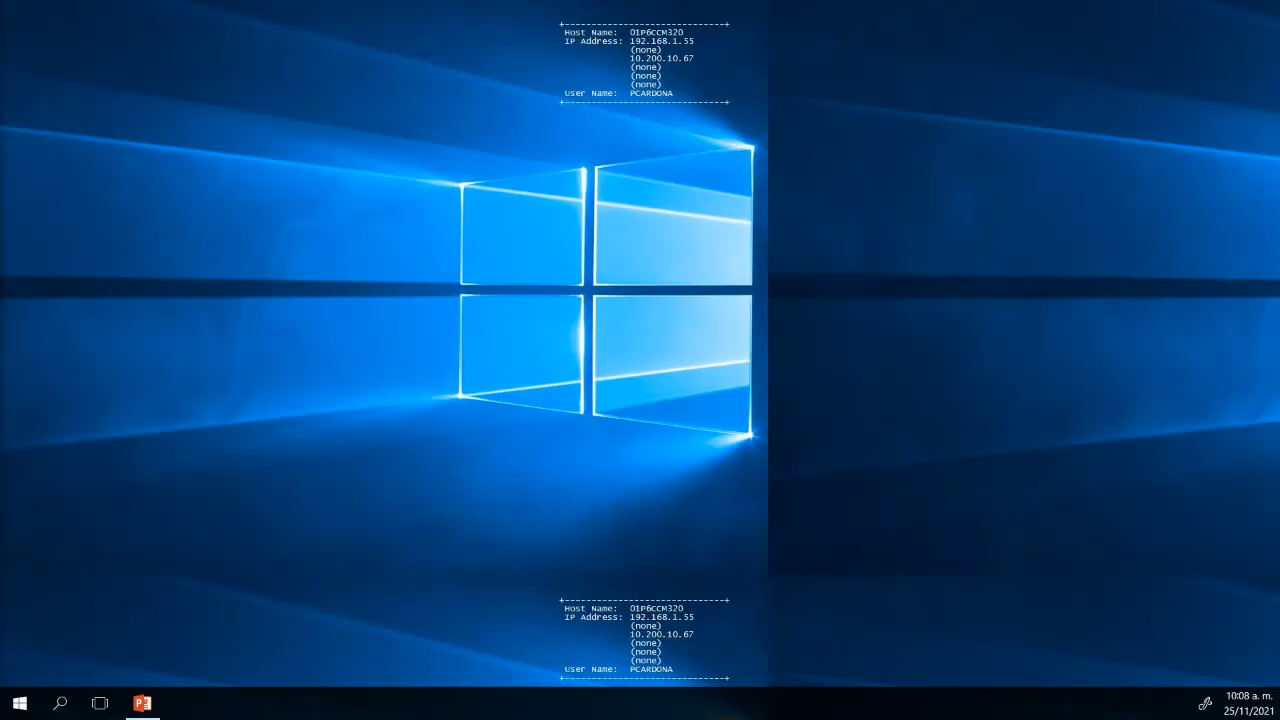 +------------------------------+
Host Name: 01P6CCM320
IP Address: 192.168.1.55
(none)
10.200.10.67
(none)
(none)
(none)
User Name: PCARDONA
+------------------------------+
+------------------------------+
Host Name: 01P6CCM320
IP Address: 192.168.1.55
(none)
10.200.10.67
(none)
(none)
(none)
User Name: PCARDONA
+------------------------------+
10:08 a. m.
25/11/2021